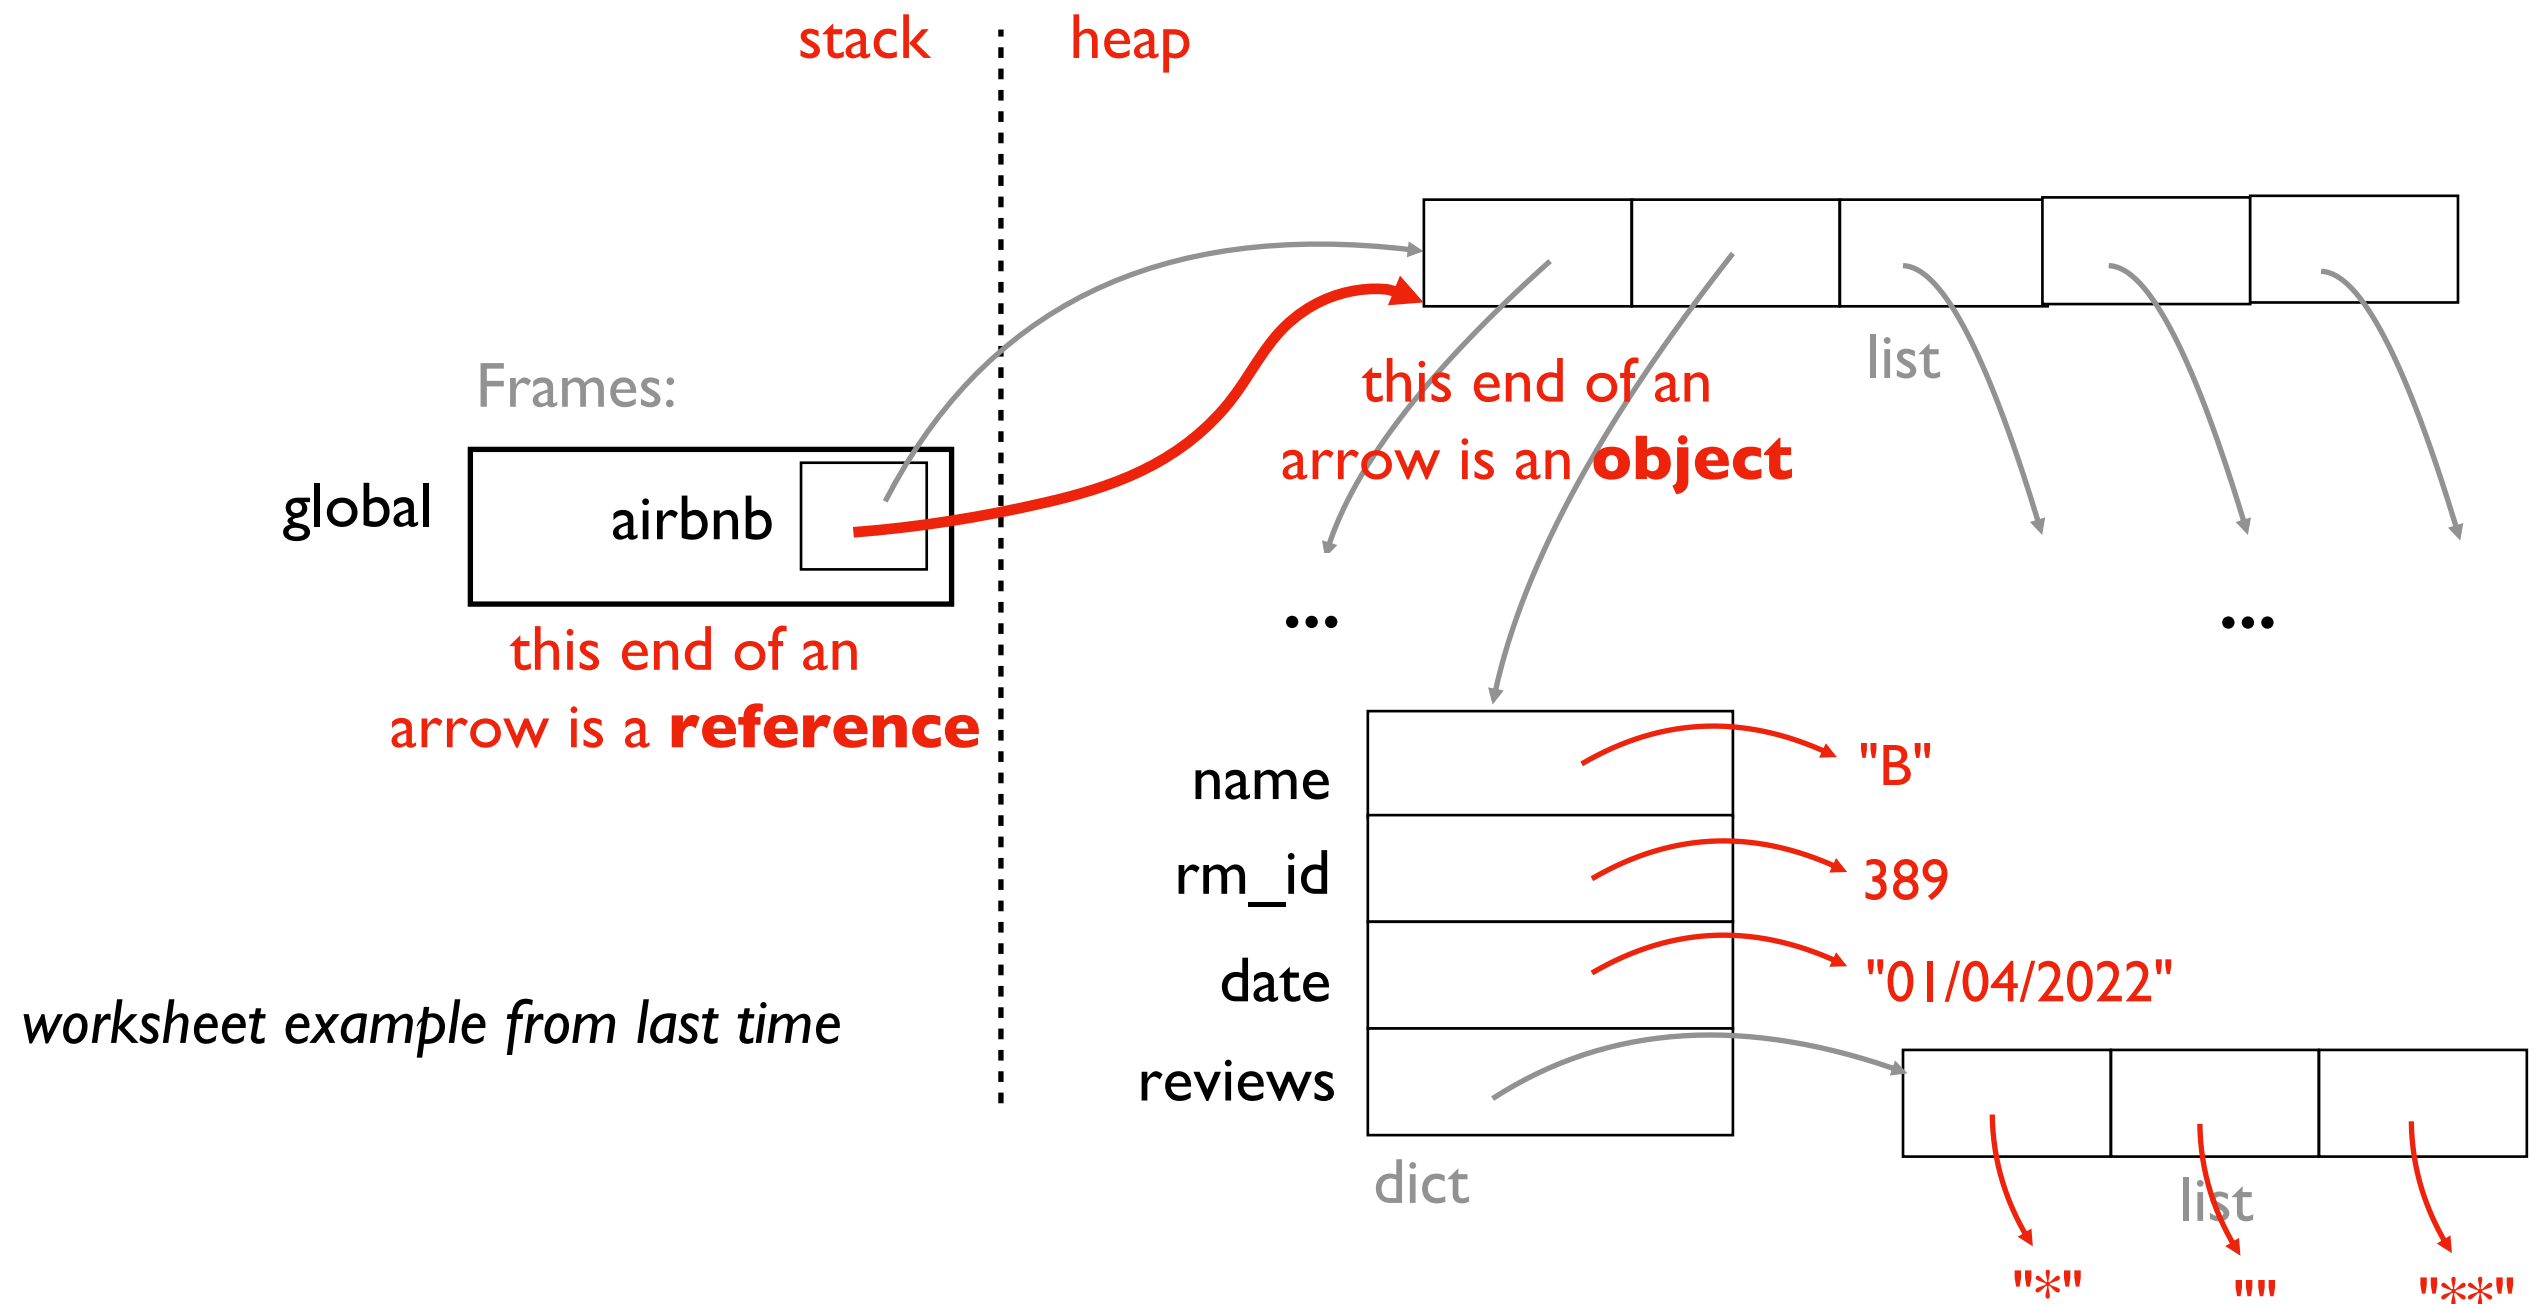 stack
heap
list
Frames:
this end of an
arrow is an object
global
airbnb
...
...
this end of an
arrow is a reference
name
"B"
rm_id
389
date
"01/04/2022"
worksheet example from last time
reviews
dict
list
"*"
""
"**"